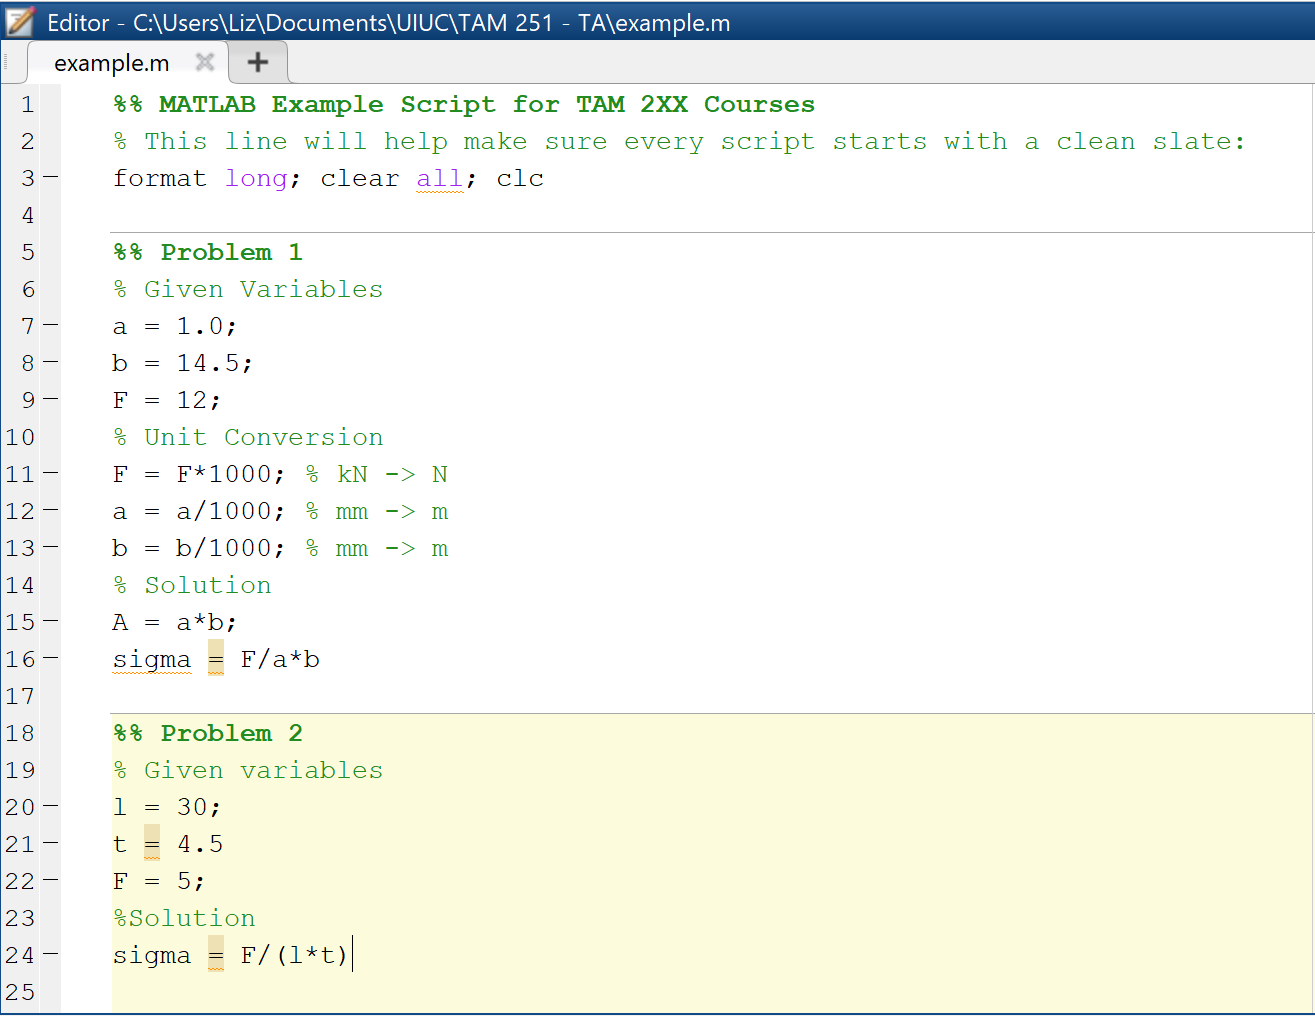 Editor - C:\Users\Liz\Documents\UIUC\TAM 251 - TA\example.m
example.m
1 %% MATLAB Example Script for TAM 2XX Courses
2 % This line will help make sure every script starts with a clean slate:
3 format long; clear all; clc
4
5 %% Problem 1
6 % Given Variables
7 a = 1.0;
8 b = 14.5;
9 F = 12;
10 % Unit Conversion
11 F = F*1000; % kN -> N
12 a = a/1000; % mm -> m
13 b = b/1000; % mm -> m
14 % Solution
15 A = a*b;
16 sigma = F/a*b
17
18 %% Problem 2
19 % Given variables
20 l = 30;
21 t = 4.5
22 F = 5;
23 %Solution
24 sigma = F/(l*t)
25